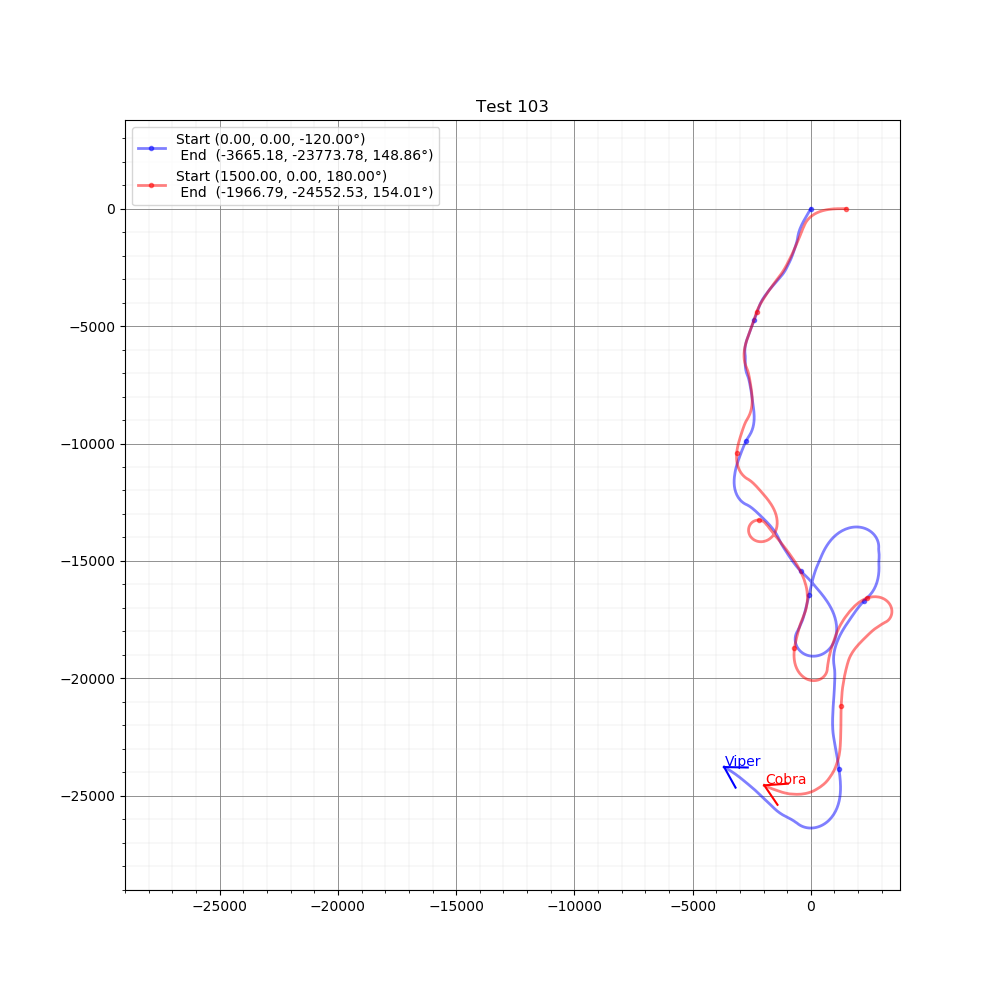 Test 103
Start (0.00, 0.00, -120.00°)
End  (-3665.18, -23773.78, 148.86°)
Start (1500.00, 0.00, 180.00°)
End  (-1966.79, -24552.53, 154.01°)
0
−5000
−10000
−15000
−20000
−25000
Viper
Cobra
−25000
−20000
−15000
−10000
−5000
0